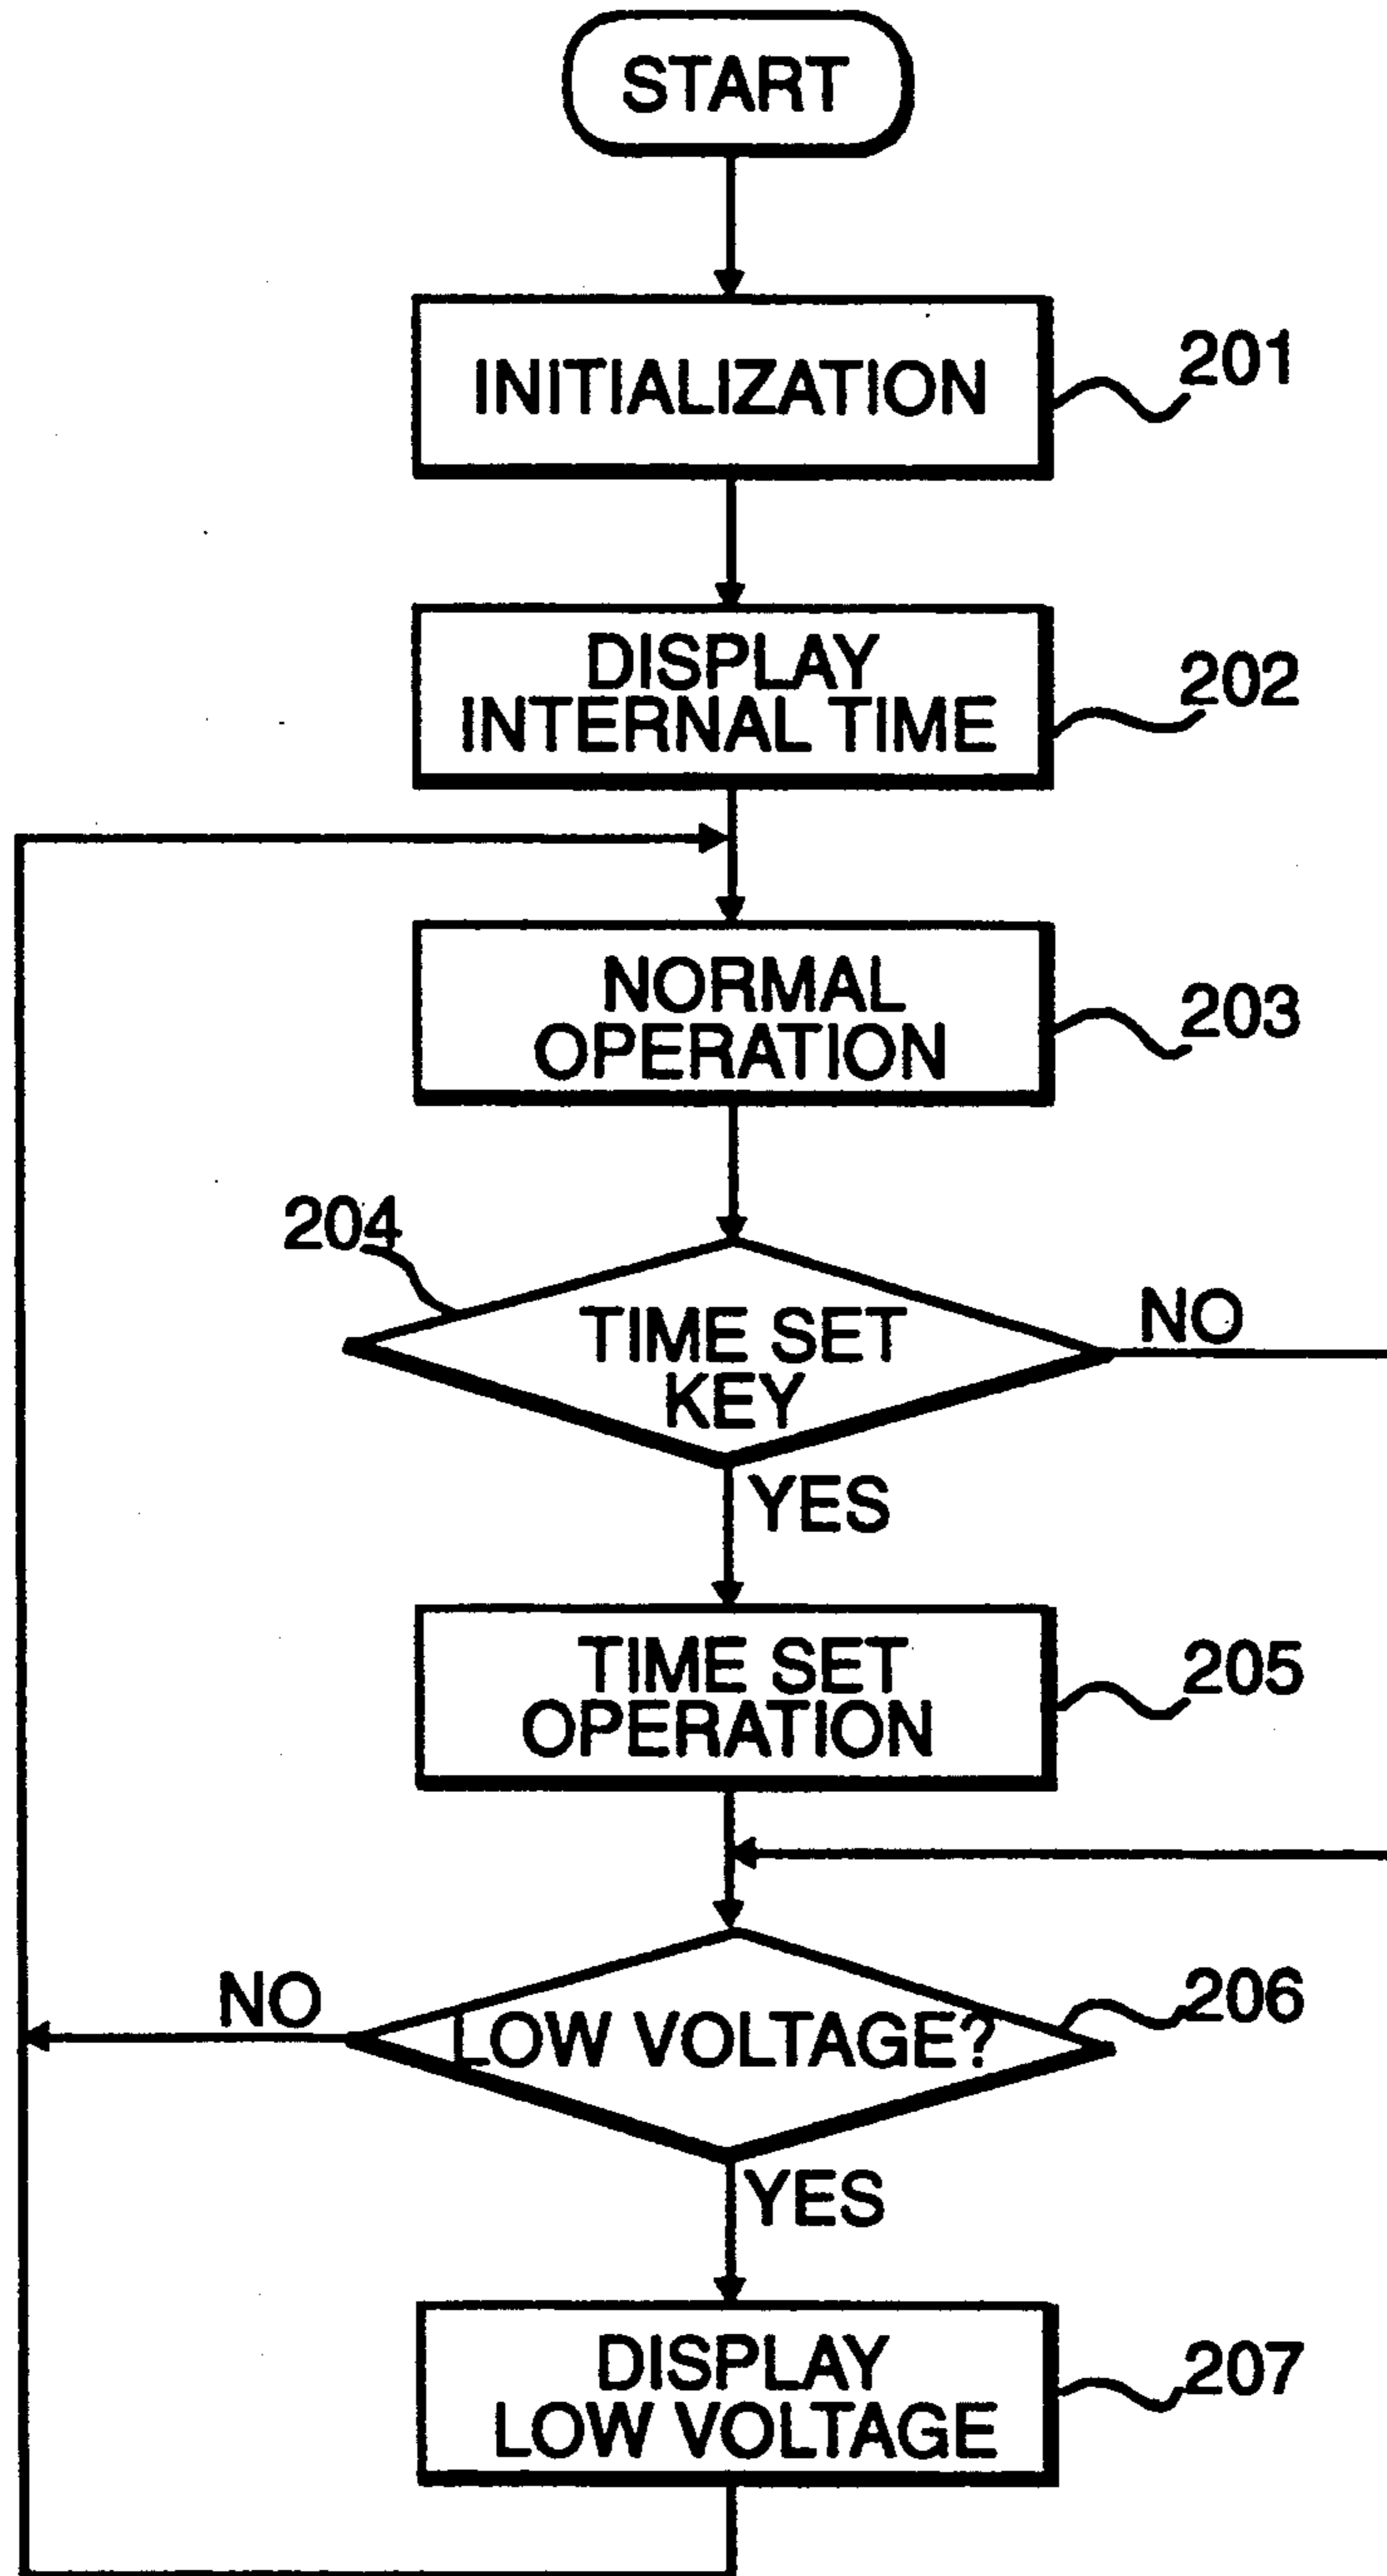 START
INITIALIZATION
201
DISPLAY
INTERNAL TIME
202
NORMAL
OPERATION
203
204
TIME SET
KEY
NO
YES
TIME SET
OPERATION
205
LOW VOLTAGE?
206
NO
YES
DISPLAY
LOW VOLTAGE
207